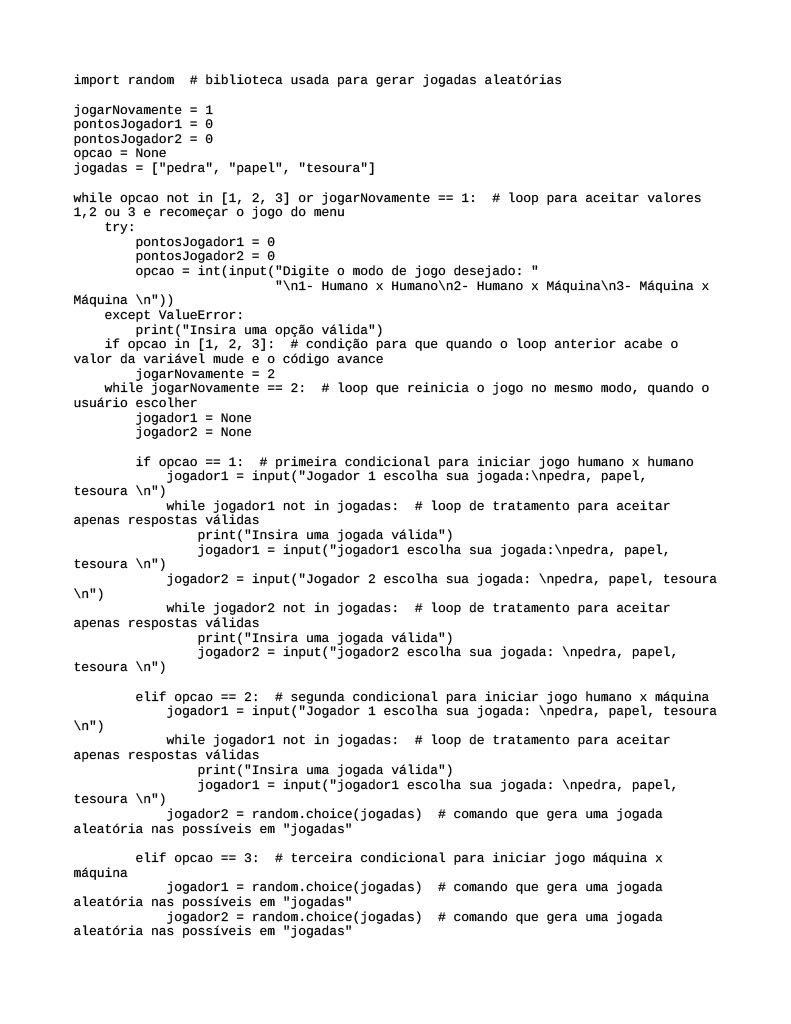 import random  # biblioteca usada para gerar jogadas aleatórias

jogarNovamente = 1
pontosJogador1 = 0
pontosJogador2 = 0
opcao = None
jogadas = ["pedra", "papel", "tesoura"]

while opcao not in [1, 2, 3] or jogarNovamente == 1:  # loop para aceitar valores
1,2 ou 3 e recomeçar o jogo do menu
    try:
        pontosJogador1 = 0
        pontosJogador2 = 0
        opcao = int(input("Digite o modo de jogo desejado: "
                          "\n1- Humano x Humano\n2- Humano x Máquina\n3- Máquina x
Máquina \n"))
    except ValueError:
        print("Insira uma opção válida")
    if opcao in [1, 2, 3]:  # condição para que quando o loop anterior acabe o
valor da variável mude e o código avance
        jogarNovamente = 2
    while jogarNovamente == 2:  # loop que reinicia o jogo no mesmo modo, quando o
usuário escolher
        jogador1 = None
        jogador2 = None

        if opcao == 1:  # primeira condicional para iniciar jogo humano x humano
            jogador1 = input("Jogador 1 escolha sua jogada:\npedra, papel,
tesoura \n")
            while jogador1 not in jogadas:  # loop de tratamento para aceitar
apenas respostas válidas
                print("Insira uma jogada válida")
                jogador1 = input("jogador1 escolha sua jogada:\npedra, papel,
tesoura \n")
            jogador2 = input("Jogador 2 escolha sua jogada: \npedra, papel, tesoura
\n")
            while jogador2 not in jogadas:  # loop de tratamento para aceitar
apenas respostas válidas
                print("Insira uma jogada válida")
                jogador2 = input("jogador2 escolha sua jogada: \npedra, papel,
tesoura \n")

        elif opcao == 2:  # segunda condicional para iniciar jogo humano x máquina
            jogador1 = input("Jogador 1 escolha sua jogada: \npedra, papel, tesoura
\n")
            while jogador1 not in jogadas:  # loop de tratamento para aceitar
apenas respostas válidas
                print("Insira uma jogada válida")
                jogador1 = input("jogador1 escolha sua jogada: \npedra, papel,
tesoura \n")
            jogador2 = random.choice(jogadas)  # comando que gera uma jogada
aleatória nas possíveis em "jogadas"

        elif opcao == 3:  # terceira condicional para iniciar jogo máquina x
máquina
            jogador1 = random.choice(jogadas)  # comando que gera uma jogada
aleatória nas possíveis em "jogadas"
            jogador2 = random.choice(jogadas)  # comando que gera uma jogada
aleatória nas possíveis em "jogadas"